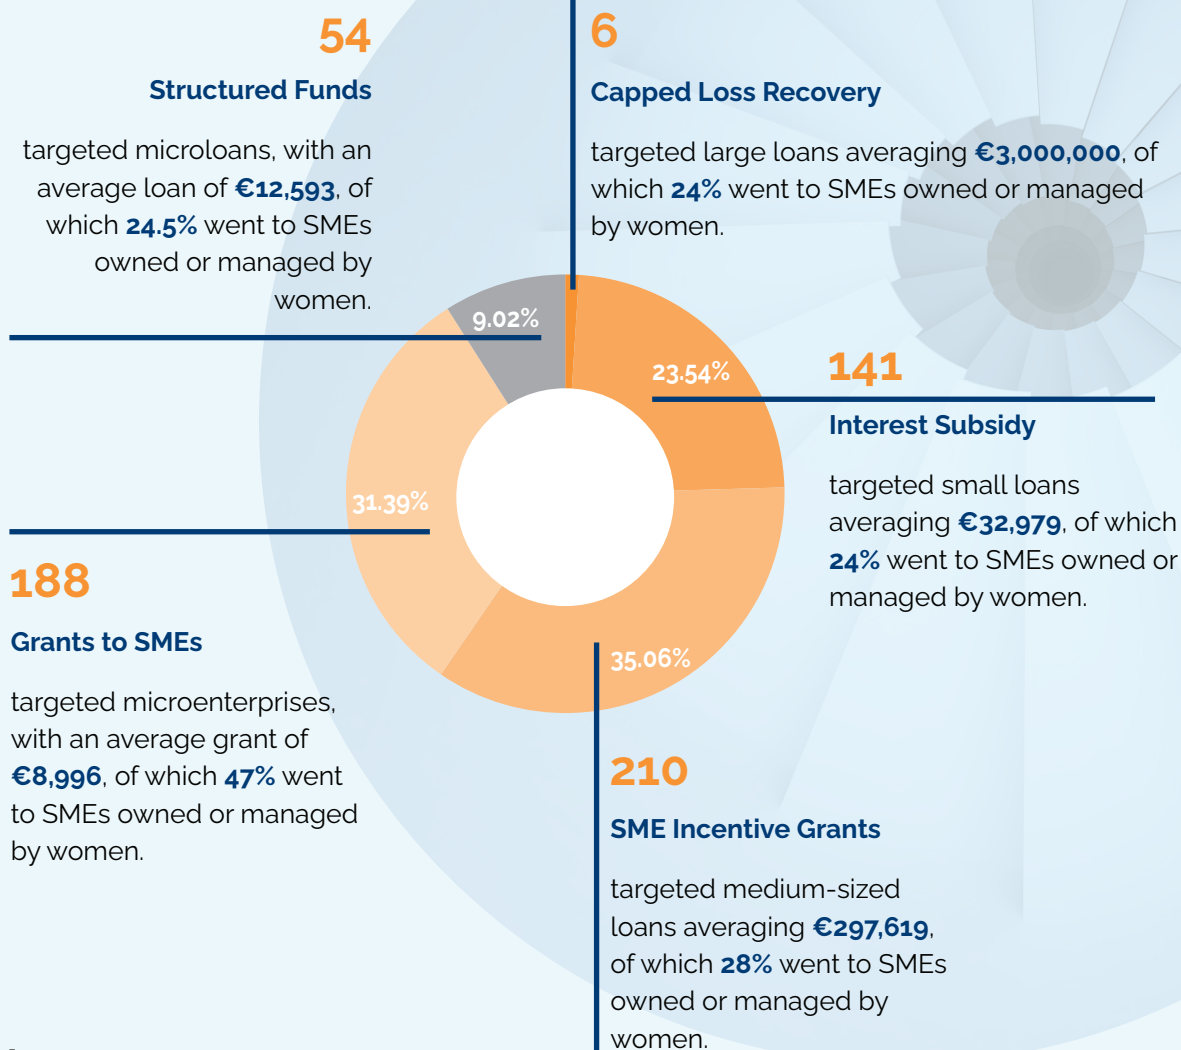 54
Structured Funds
targeted microloans, with an
average loan of €12,593, of
which 24.5% went to SMEs
owned or managed by
women.
6
Capped Loss Recovery
targeted large loans averaging €3,000,000, of
which 24% went to SMEs owned or managed
by women.
9.02%
23.54%
141
Interest Subsidy
targeted small loans
averaging €32,979, of which
24% went to SMEs owned or
managed by women.
31.39%
188
Grants to SMEs
targeted microenterprises,
with an average grant of
€8,996, of which 47% went
to SMEs owned or managed
by women.
35.06%
210
SME Incentive Grants
targeted medium-sized
loans averaging €297,619,
of which 28% went to SMEs
owned or managed by
women.